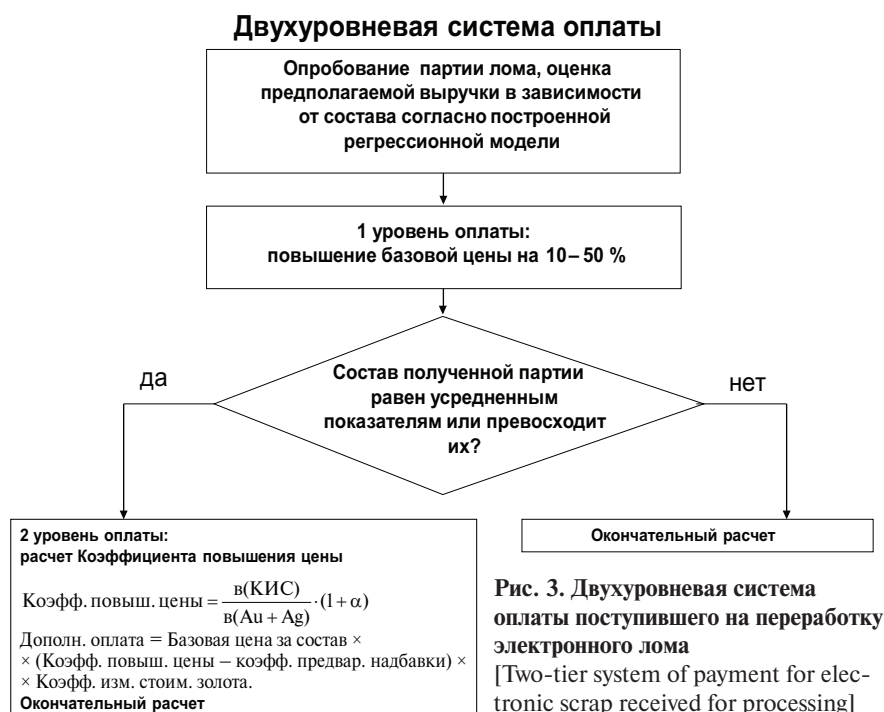 Двухуровневая система оплаты
Опробование партии лома, оценка
предполагаемой выручки в зависимости
от состава согласно построенной
регрессионной модели
1 уровень оплаты:
повышение базовой цены на 10–50 %
Состав полученной партии
равен усредненным
показателям или превосходит
их?
да
нет
2 уровень оплаты:
расчет Коэффициента повышения цены
Коэфф. повыш. цены = в(КИС) / в(Au + Ag) · (1 + α)
Дополн. оплата = Базовая цена за состав ×
× (Коэфф. повыш. цены – коэфф. предвар. надбавки) ×
× Коэфф. изм. стоим. золота.
Окончательный расчет
Окончательный расчет
Рис. 3. Двухуровневая система
оплаты поступившего на переработку
электронного лома
[Two-tier system of payment for elec-
tronic scrap received for processing]